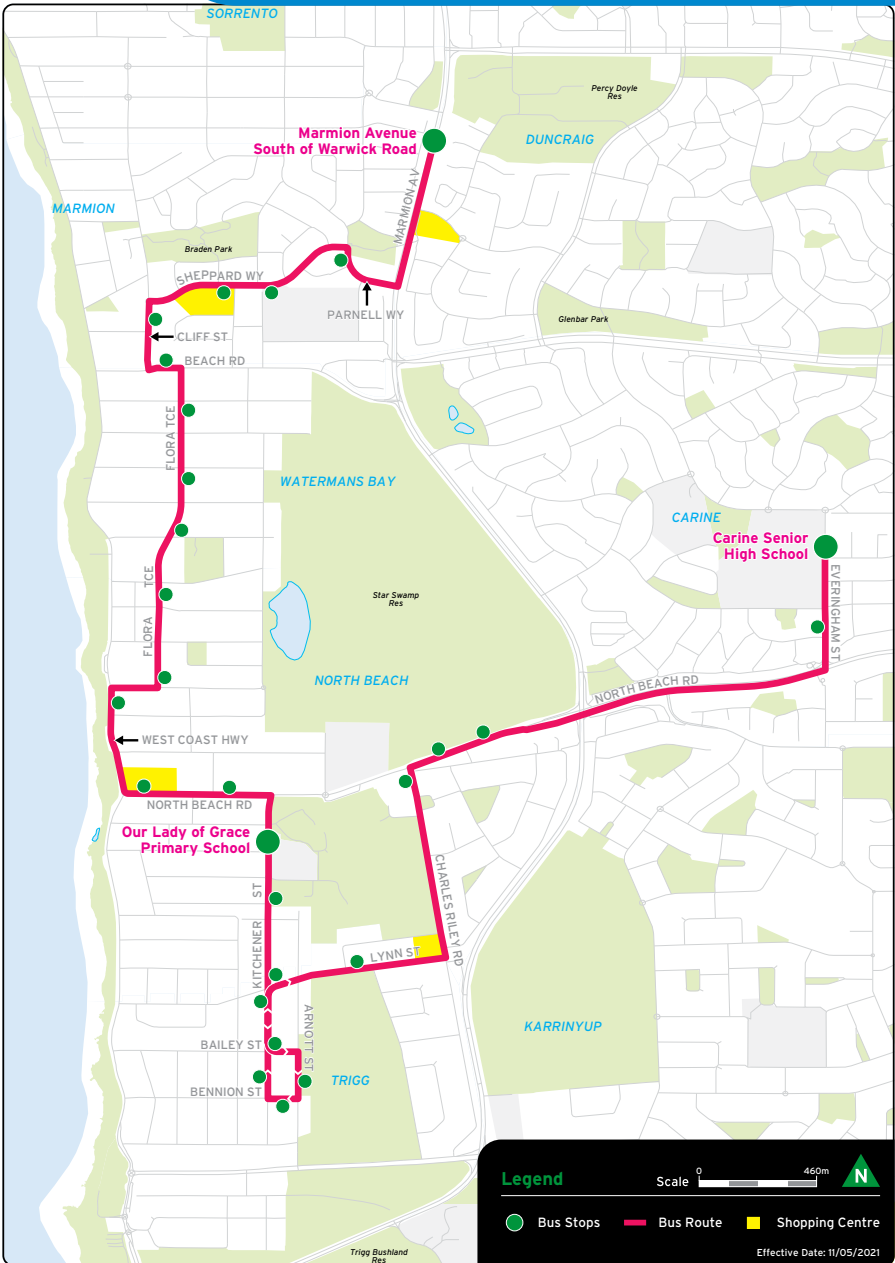 SORRENTO
Percy Doyle
Res
Marmion Avenue
South of Warwick Road
DUNCRAIG
MARMION AV
MARMION
Braden Park
SHEPPARD WY
PARNELL WY
Glenbar Park
CLIFF ST
BEACH RD
FLORA TCE
WATERMANS BAY
CARINE
Carine Senior
High School
EVERINGHAM ST
FLORA TCE
Star Swamp
Res
NORTH BEACH
NORTH BEACH RD
WEST COAST HWY
NORTH BEACH RD
Our Lady of Grace
Primary School
CHARLES RILEY RD
KITCHENER ST
LYNN ST
ARNOTT ST
KARRINYUP
BAILEY ST
TRIGG
BENNION ST
Legend
Scale 0 460m
N
Bus Stops Bus Route Shopping Centre
Effective Date: 11/05/2021
Trigg Bushland
Res